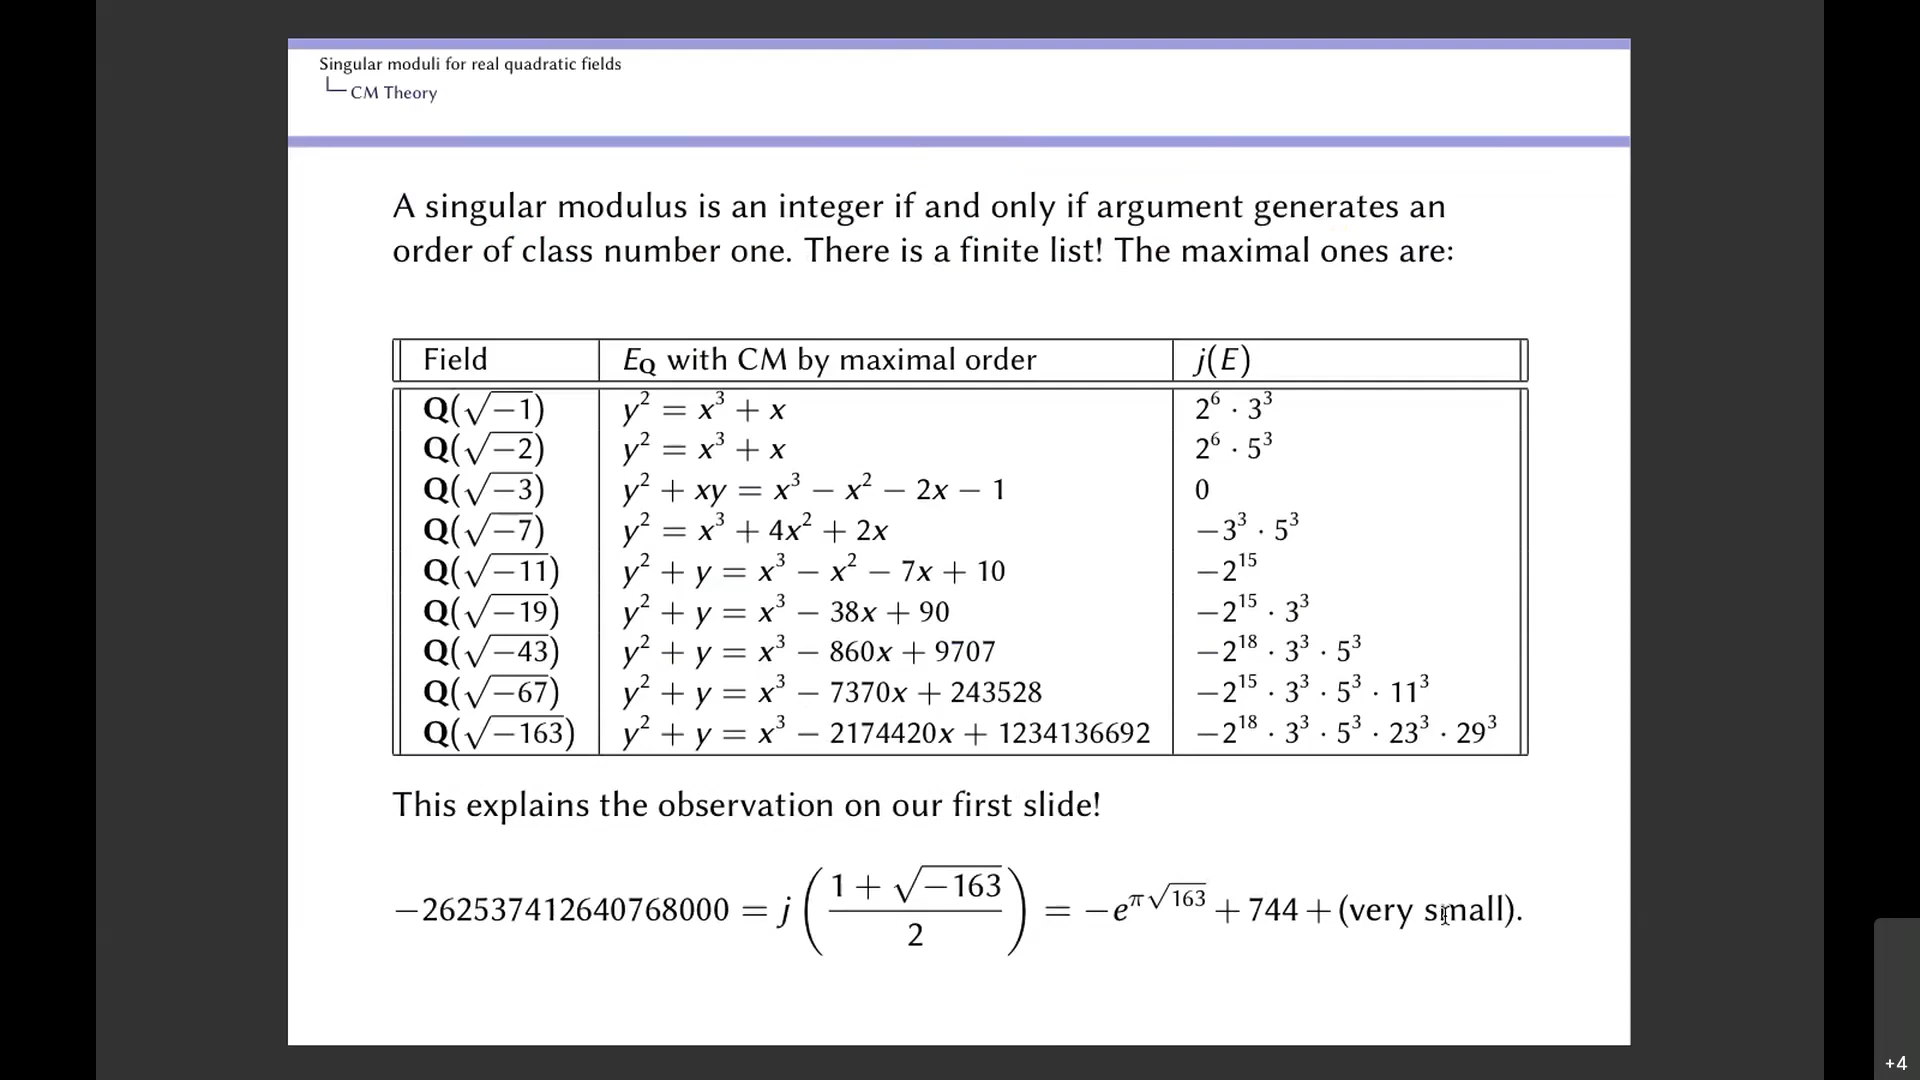 Singular moduli for real quadratic fields
CM Theory
A singular modulus is an integer if and only if argument generates an
order of class number one. There is a finite list! The maximal ones are:
Field E_Q with CM by maximal order j(E)
Q(√−1) y² = x³ + x 2⁶ · 3³
Q(√−2) y² = x³ + x 2⁶ · 5³
Q(√−3) y² + xy = x³ − x² − 2x − 1 0
Q(√−7) y² = x³ + 4x² + 2x −3³ · 5³
Q(√−11) y² + y = x³ − x² − 7x + 10 −2¹⁵
Q(√−19) y² + y = x³ − 38x + 90 −2¹⁵ · 3³
Q(√−43) y² + y = x³ − 860x + 9707 −2¹⁸ · 3³ · 5³
Q(√−67) y² + y = x³ − 7370x + 243528 −2¹⁵ · 3³ · 5³ · 11³
Q(√−163) y² + y = x³ − 2174420x + 1234136692 −2¹⁸ · 3³ · 5³ · 23³ · 29³
This explains the observation on our first slide!
−262537412640768000 = j((1 + √−163)/2) = −e^{π√163} + 744 + (very small).
+4